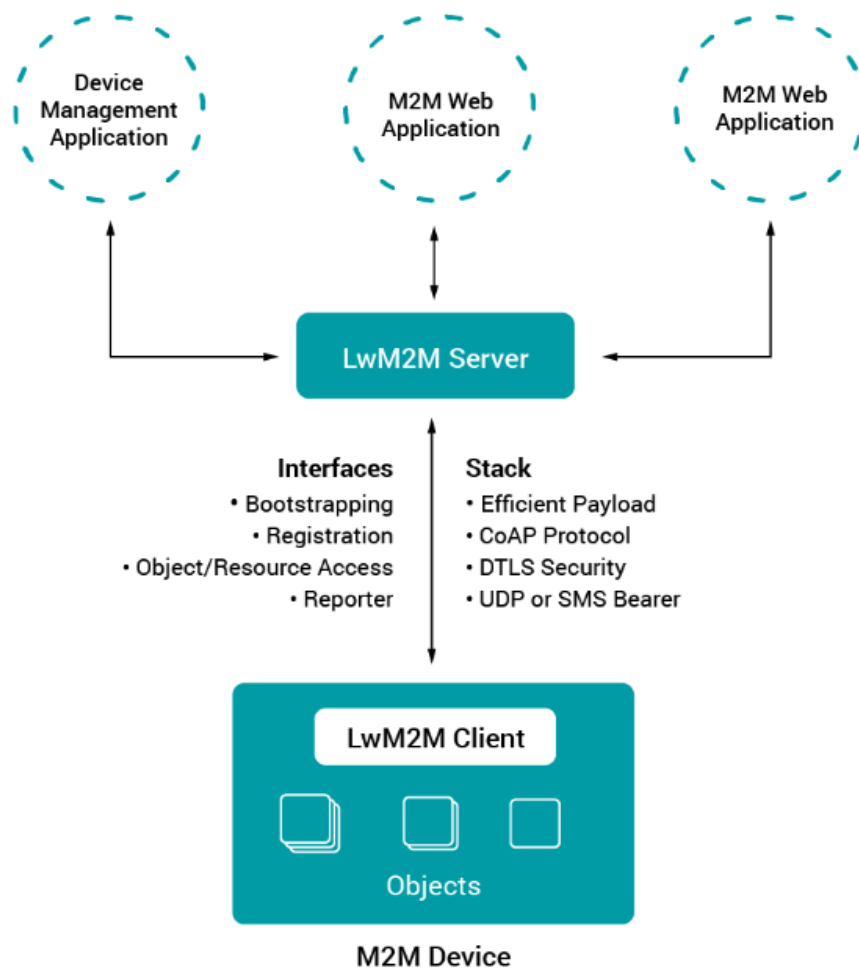 Device
Management
Application
M2M Web
Application
M2M Web
Application
LwM2M Server
Interfaces
• Bootstrapping
• Registration
• Object/Resource Access
• Reporter
Stack
• Efficient Payload
• CoAP Protocol
• DTLS Security
• UDP or SMS Bearer
LwM2M Client
Objects
M2M Device